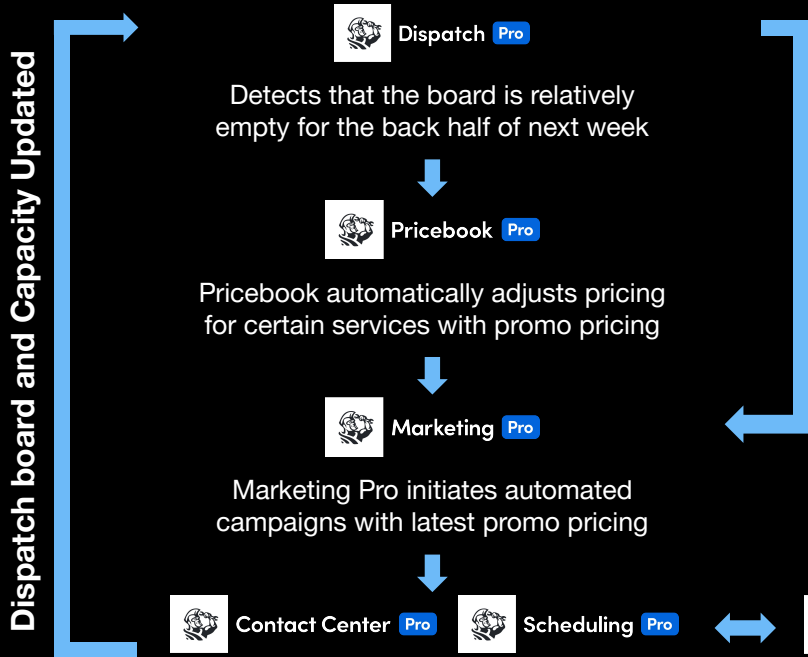 Dispatch board and Capacity Updated
Dispatch Pro
Detects that the board is relatively
empty for the back half of next week
Pricebook Pro
Pricebook automatically adjusts pricing
for certain services with promo pricing
Marketing Pro
Marketing Pro initiates automated
campaigns with latest promo pricing
Contact Center Pro
Scheduling Pro